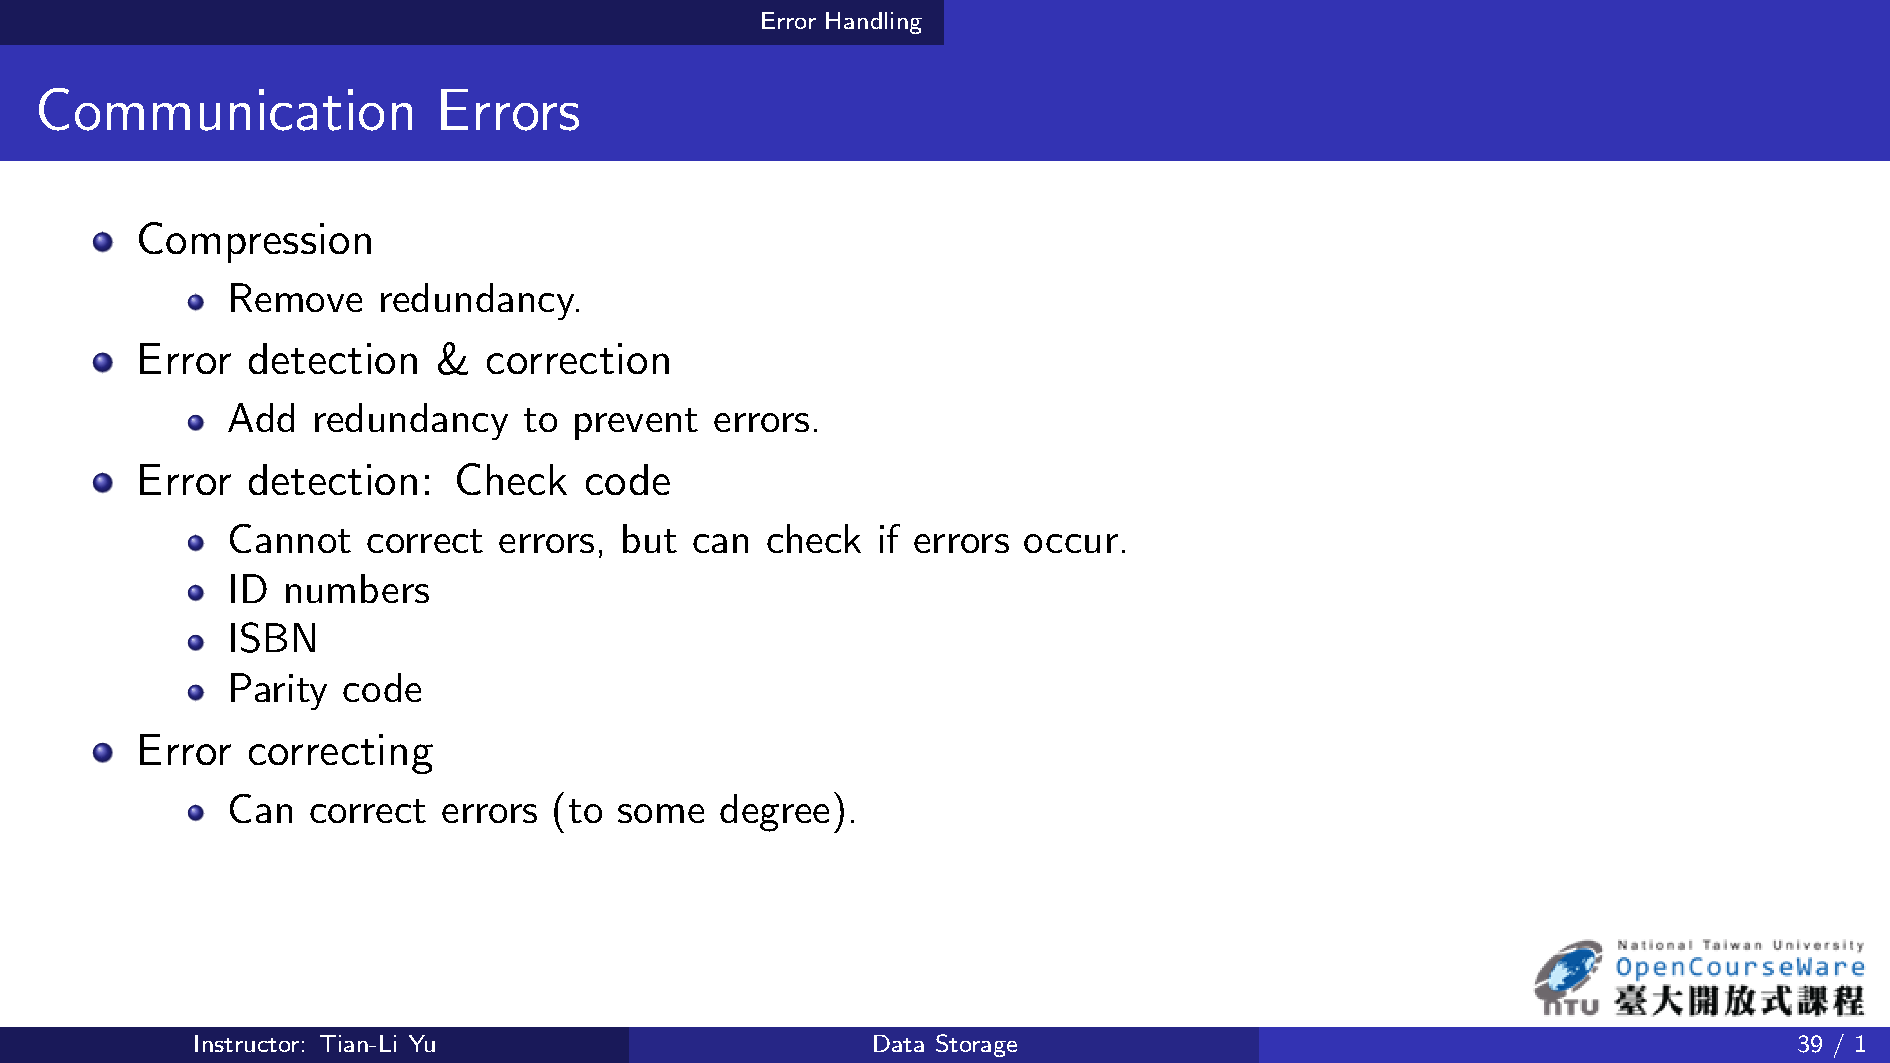 Error Handling
Communication Errors
Compression
Remove redundancy.
Error detection & correction
Add redundancy to prevent errors.
Error detection: Check code
Cannot correct errors, but can check if errors occur.
ID numbers
ISBN
Parity code
Error correcting
Can correct errors (to some degree).
National Taiwan University
OpenCourseWare
NTU 臺大開放式課程
Instructor: Tian-Li Yu Data Storage 39 / 1